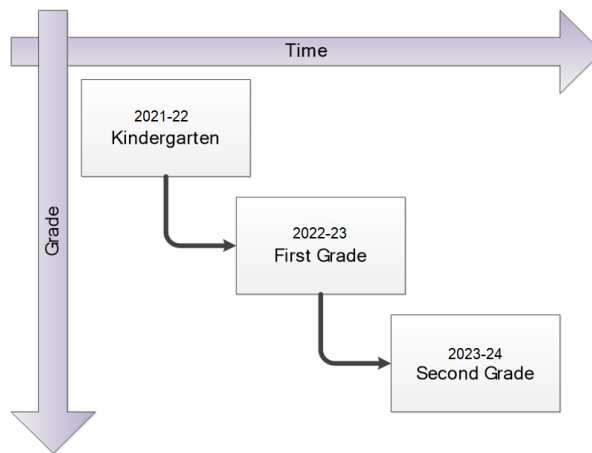 Time
Grade
2021-22
Kindergarten
2022-23
First Grade
2023-24
Second Grade